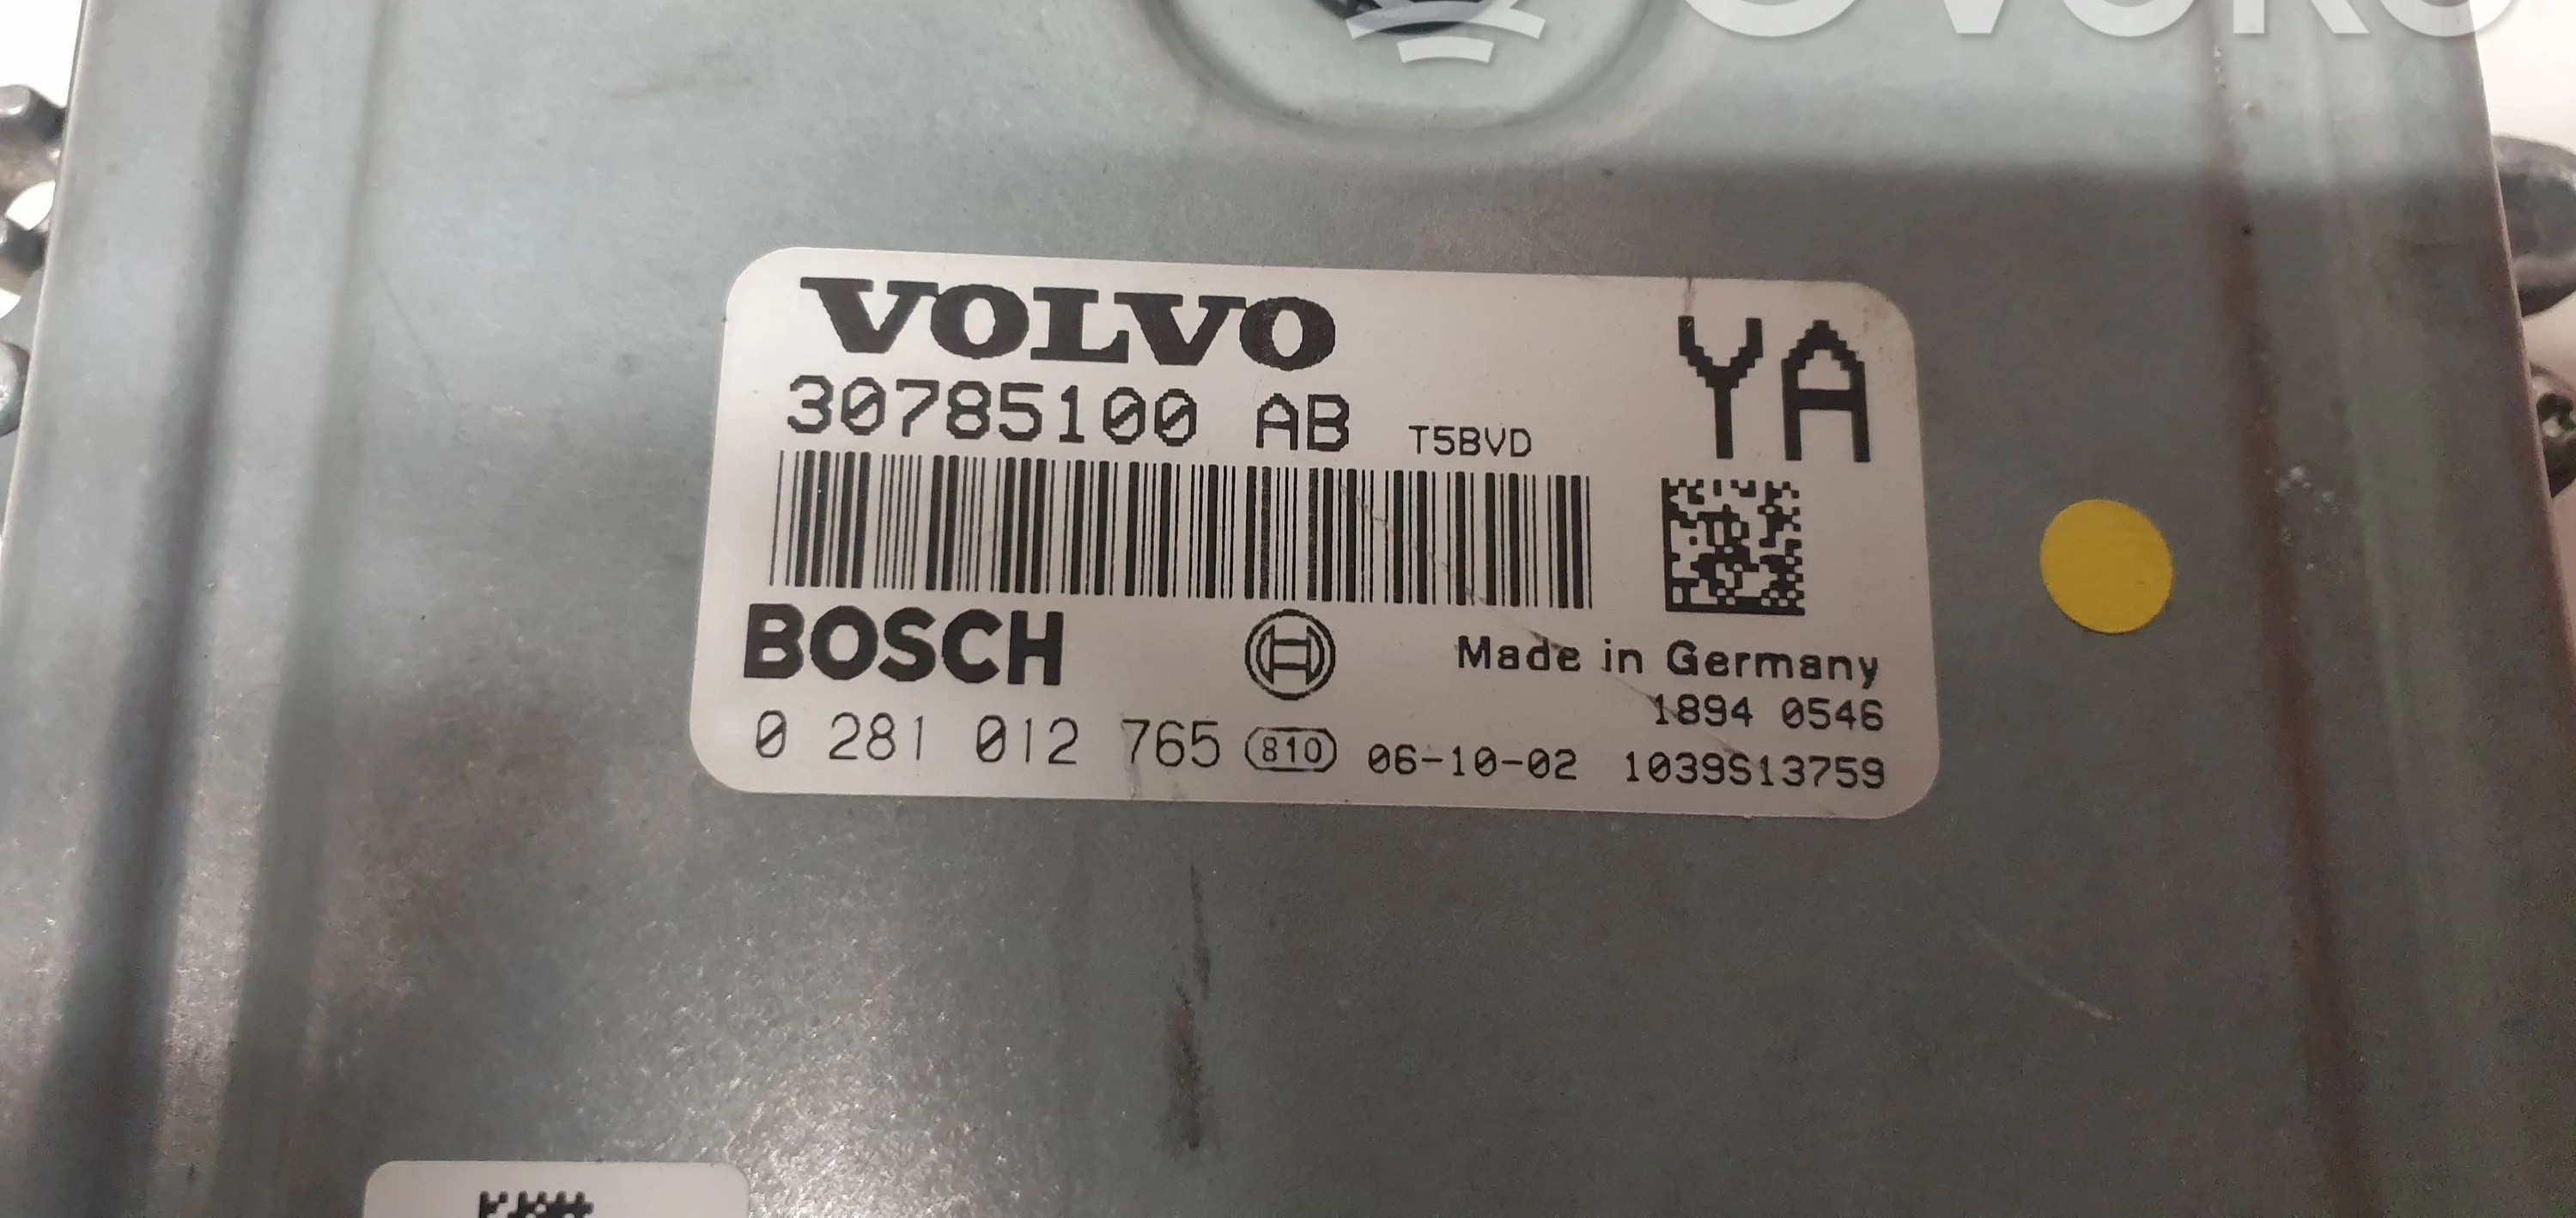 OVOKO
VOLVO
YA
30785100 AB T5BVD
BOSCH
Made in Germany
1894 0546
0 281 012 765 810 06-10-02 1039S13759